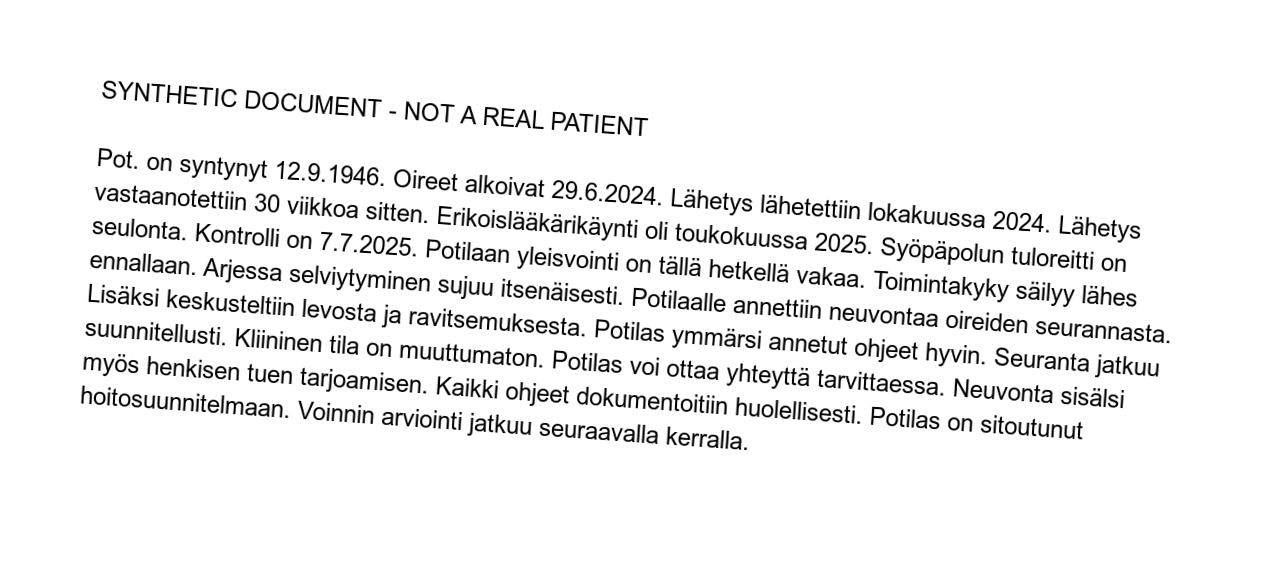 SYNTHETIC DOCUMENT - NOT A REAL PATIENT
Pot. on syntynyt 12.9.1946. Oireet alkoivat 29.6.2024. Lähetys lähetettiin lokakuussa 2024. Lähetys
vastaanotettiin 30 viikkoa sitten. Erikoislääkärikäynti oli toukokuussa 2025. Syöpäpolun tuloreitti on
seulonta. Kontrolli on 7.7.2025. Potilaan yleisvointi on tällä hetkellä vakaa. Toimintakyky säilyy lähes
ennallaan. Arjessa selviytyminen sujuu itsenäisesti. Potilaalle annettiin neuvontaa oireiden seurannasta.
Lisäksi keskusteltiin levosta ja ravitsemuksesta. Potilas ymmärsi annetut ohjeet hyvin. Seuranta jatkuu
suunnitellusti. Kliininen tila on muuttumaton. Potilas voi ottaa yhteyttä tarvittaessa. Neuvonta sisälsi
myös henkisen tuen tarjoamisen. Kaikki ohjeet dokumentoitiin huolellisesti. Potilas on sitoutunut
hoitosuunnitelmaan. Voinnin arviointi jatkuu seuraavalla kerralla.